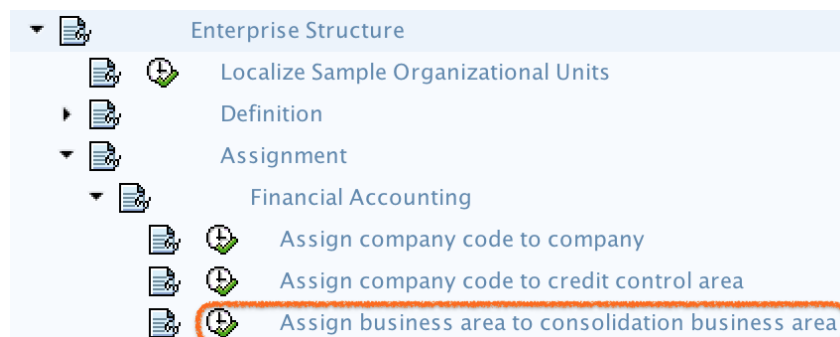 Enterprise Structure
Localize Sample Organizational Units
Definition
Assignment
Financial Accounting
Assign company code to company
Assign company code to credit control area
Assign business area to consolidation business area